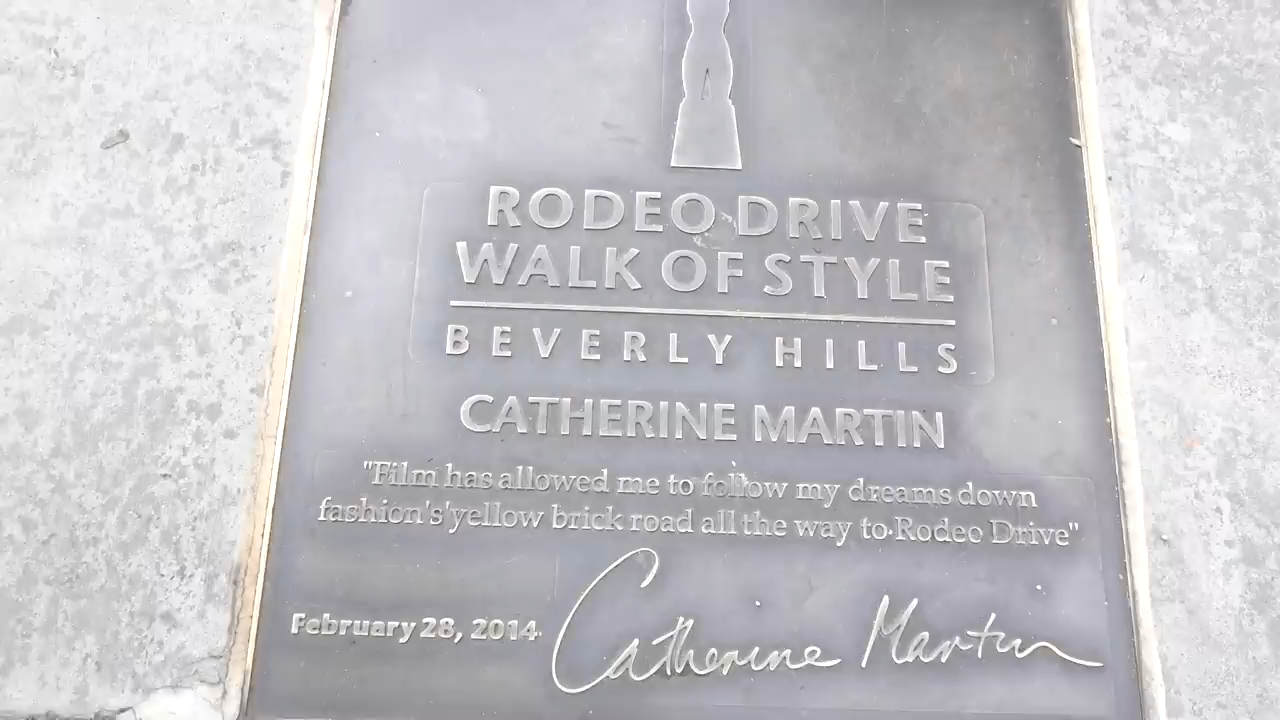 RODEO DRIVE
WALK OF STYLE
BEVERLY HILLS
CATHERINE MARTIN
"Film has allowed me to follow my dreams down
fashion's yellow brick road all the way to Rodeo Drive"
February 28, 2014
Catherine Martin